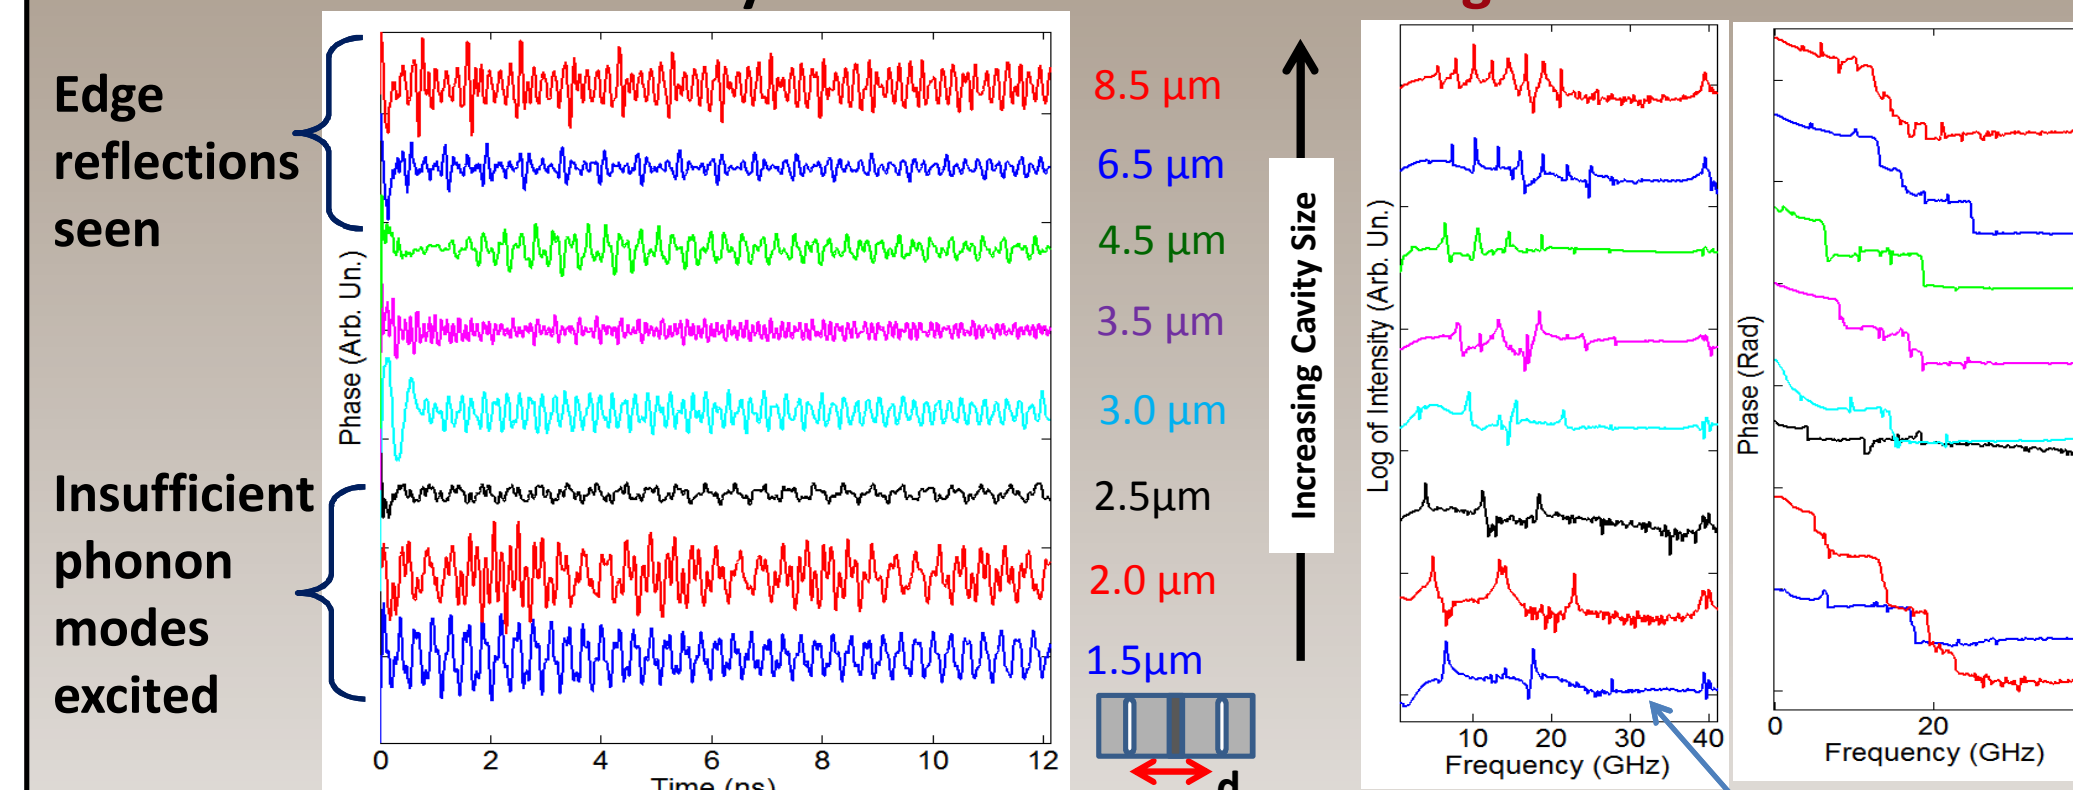 Edge
reflections
seen
Insufficient
phonon
modes
excited
Phase (Arb. Un.)
0 2 4 6 8 10 12
Time (ns)
8.5 µm
6.5 µm
4.5 µm
3.5 µm
3.0 µm
2.5µm
2.0 µm
1.5µm
d
Increasing Cavity Size
Log of Intensity (Arb. Un.)
10 20 30 40
Frequency (GHz)
Phase (Rad)
0 20
Frequency (GHz)